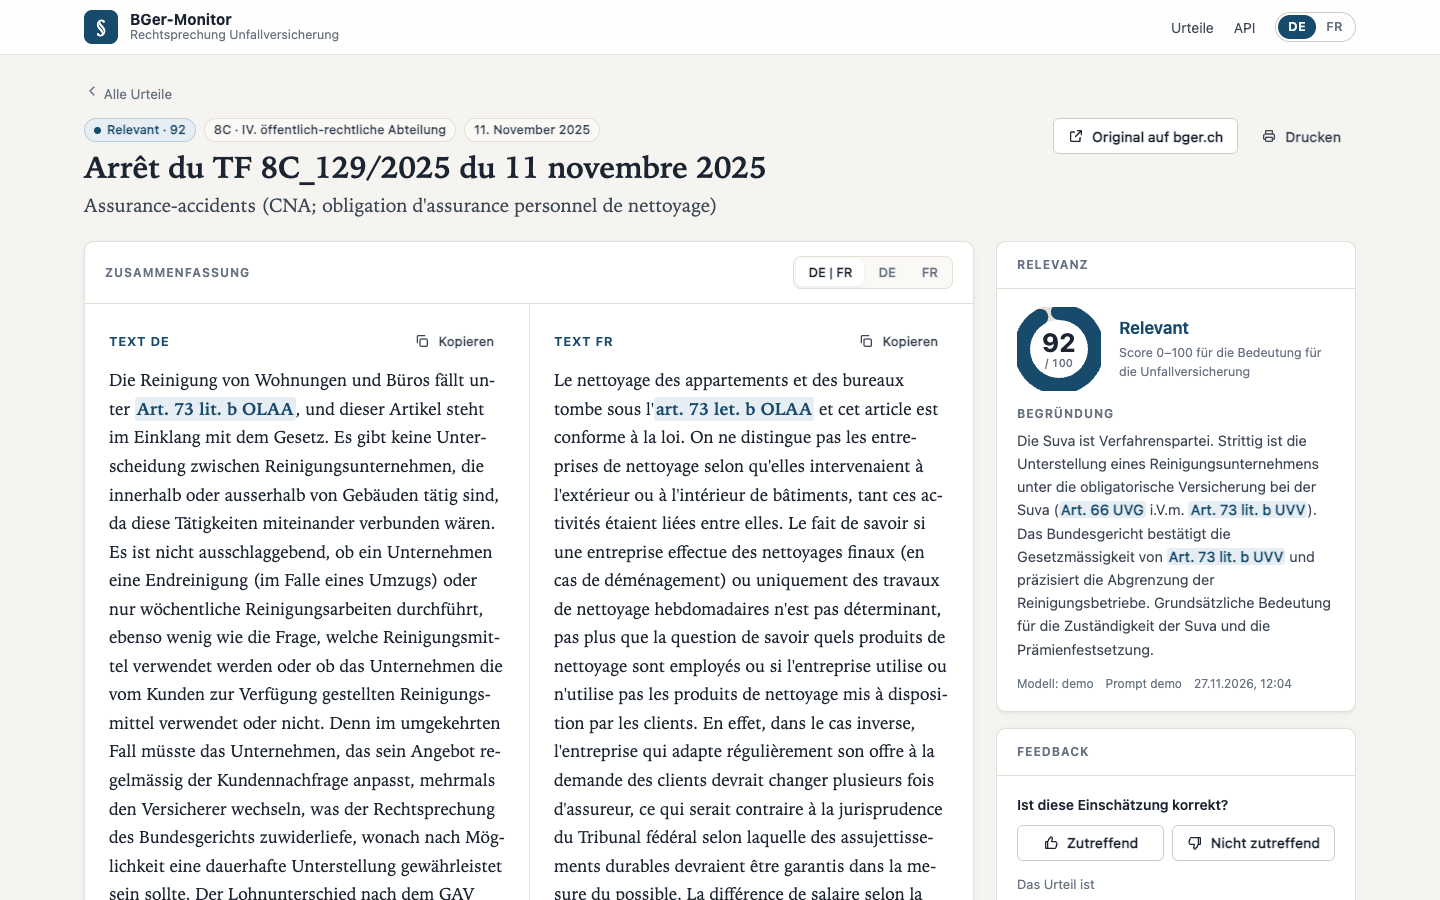 §
BGer-Monitor
Rechtsprechung Unfallversicherung
Urteile
API
DE
FR
Alle Urteile
Relevant · 92
8C · IV. öffentlich-rechtliche Abteilung
11. November 2025
Original auf bger.ch
Drucken
Arrêt du TF 8C_129/2025 du 11 novembre 2025
Assurance-accidents (CNA; obligation d'assurance personnel de nettoyage)
ZUSAMMENFASSUNG
DE | FR
DE
FR
TEXT DE
Kopieren
Die Reinigung von Wohnungen und Büros fällt un-
ter Art. 73 lit. b OLAA, und dieser Artikel steht
im Einklang mit dem Gesetz. Es gibt keine Unter-
scheidung zwischen Reinigungsunternehmen, die
innerhalb oder ausserhalb von Gebäuden tätig sind,
da diese Tätigkeiten miteinander verbunden wären.
Es ist nicht ausschlaggebend, ob ein Unternehmen
eine Endreinigung (im Falle eines Umzugs) oder
nur wöchentliche Reinigungsarbeiten durchführt,
ebenso wenig wie die Frage, welche Reinigungsmit-
tel verwendet werden oder ob das Unternehmen die
vom Kunden zur Verfügung gestellten Reinigungs-
mittel verwendet oder nicht. Denn im umgekehrten
Fall müsste das Unternehmen, das sein Angebot re-
gelmässig der Kundennachfrage anpasst, mehrmals
den Versicherer wechseln, was der Rechtsprechung
des Bundesgerichts zuwiderliefe, wonach nach Mög-
lichkeit eine dauerhafte Unterstellung gewährleistet
sein sollte. Der Lohnunterschied nach dem GAV
TEXT FR
Kopieren
Le nettoyage des appartements et des bureaux
tombe sous l'art. 73 let. b OLAA et cet article est
conforme à la loi. On ne distingue pas les entre-
prises de nettoyage selon qu'elles intervenaient à
l'extérieur ou à l'intérieur de bâtiments, tant ces ac-
tivités étaient liées entre elles. Le fait de savoir si
une entreprise effectue des nettoyages finaux (en
cas de déménagement) ou uniquement des travaux
de nettoyage hebdomadaires n'est pas déterminant,
pas plus que la question de savoir quels produits de
nettoyage sont employés ou si l'entreprise utilise ou
n'utilise pas les produits de nettoyage mis à disposi-
tion par les clients. En effet, dans le cas inverse,
l'entreprise qui adapte régulièrement son offre à la
demande des clients devrait changer plusieurs fois
d'assureur, ce qui serait contraire à la jurisprudence
du Tribunal fédéral selon laquelle des assujettisse-
ments durables devraient être garantis dans la me-
sure du possible. La différence de salaire selon la
RELEVANZ
92
/ 100
Relevant
Score 0–100 für die Bedeutung für
die Unfallversicherung
BEGRÜNDUNG
Die Suva ist Verfahrenspartei. Strittig ist die
Unterstellung eines Reinigungsunternehmens
unter die obligatorische Versicherung bei der
Suva (Art. 66 UVG i.V.m. Art. 73 lit. b UVV).
Das Bundesgericht bestätigt die
Gesetzmässigkeit von Art. 73 lit. b UVV und
präzisiert die Abgrenzung der
Reinigungsbetriebe. Grundsätzliche Bedeutung
für die Zuständigkeit der Suva und die
Prämienfestsetzung.
Modell: demo
Prompt demo
27.11.2026, 12:04
FEEDBACK
Ist diese Einschätzung korrekt?
Zutreffend
Nicht zutreffend
Das Urteil ist